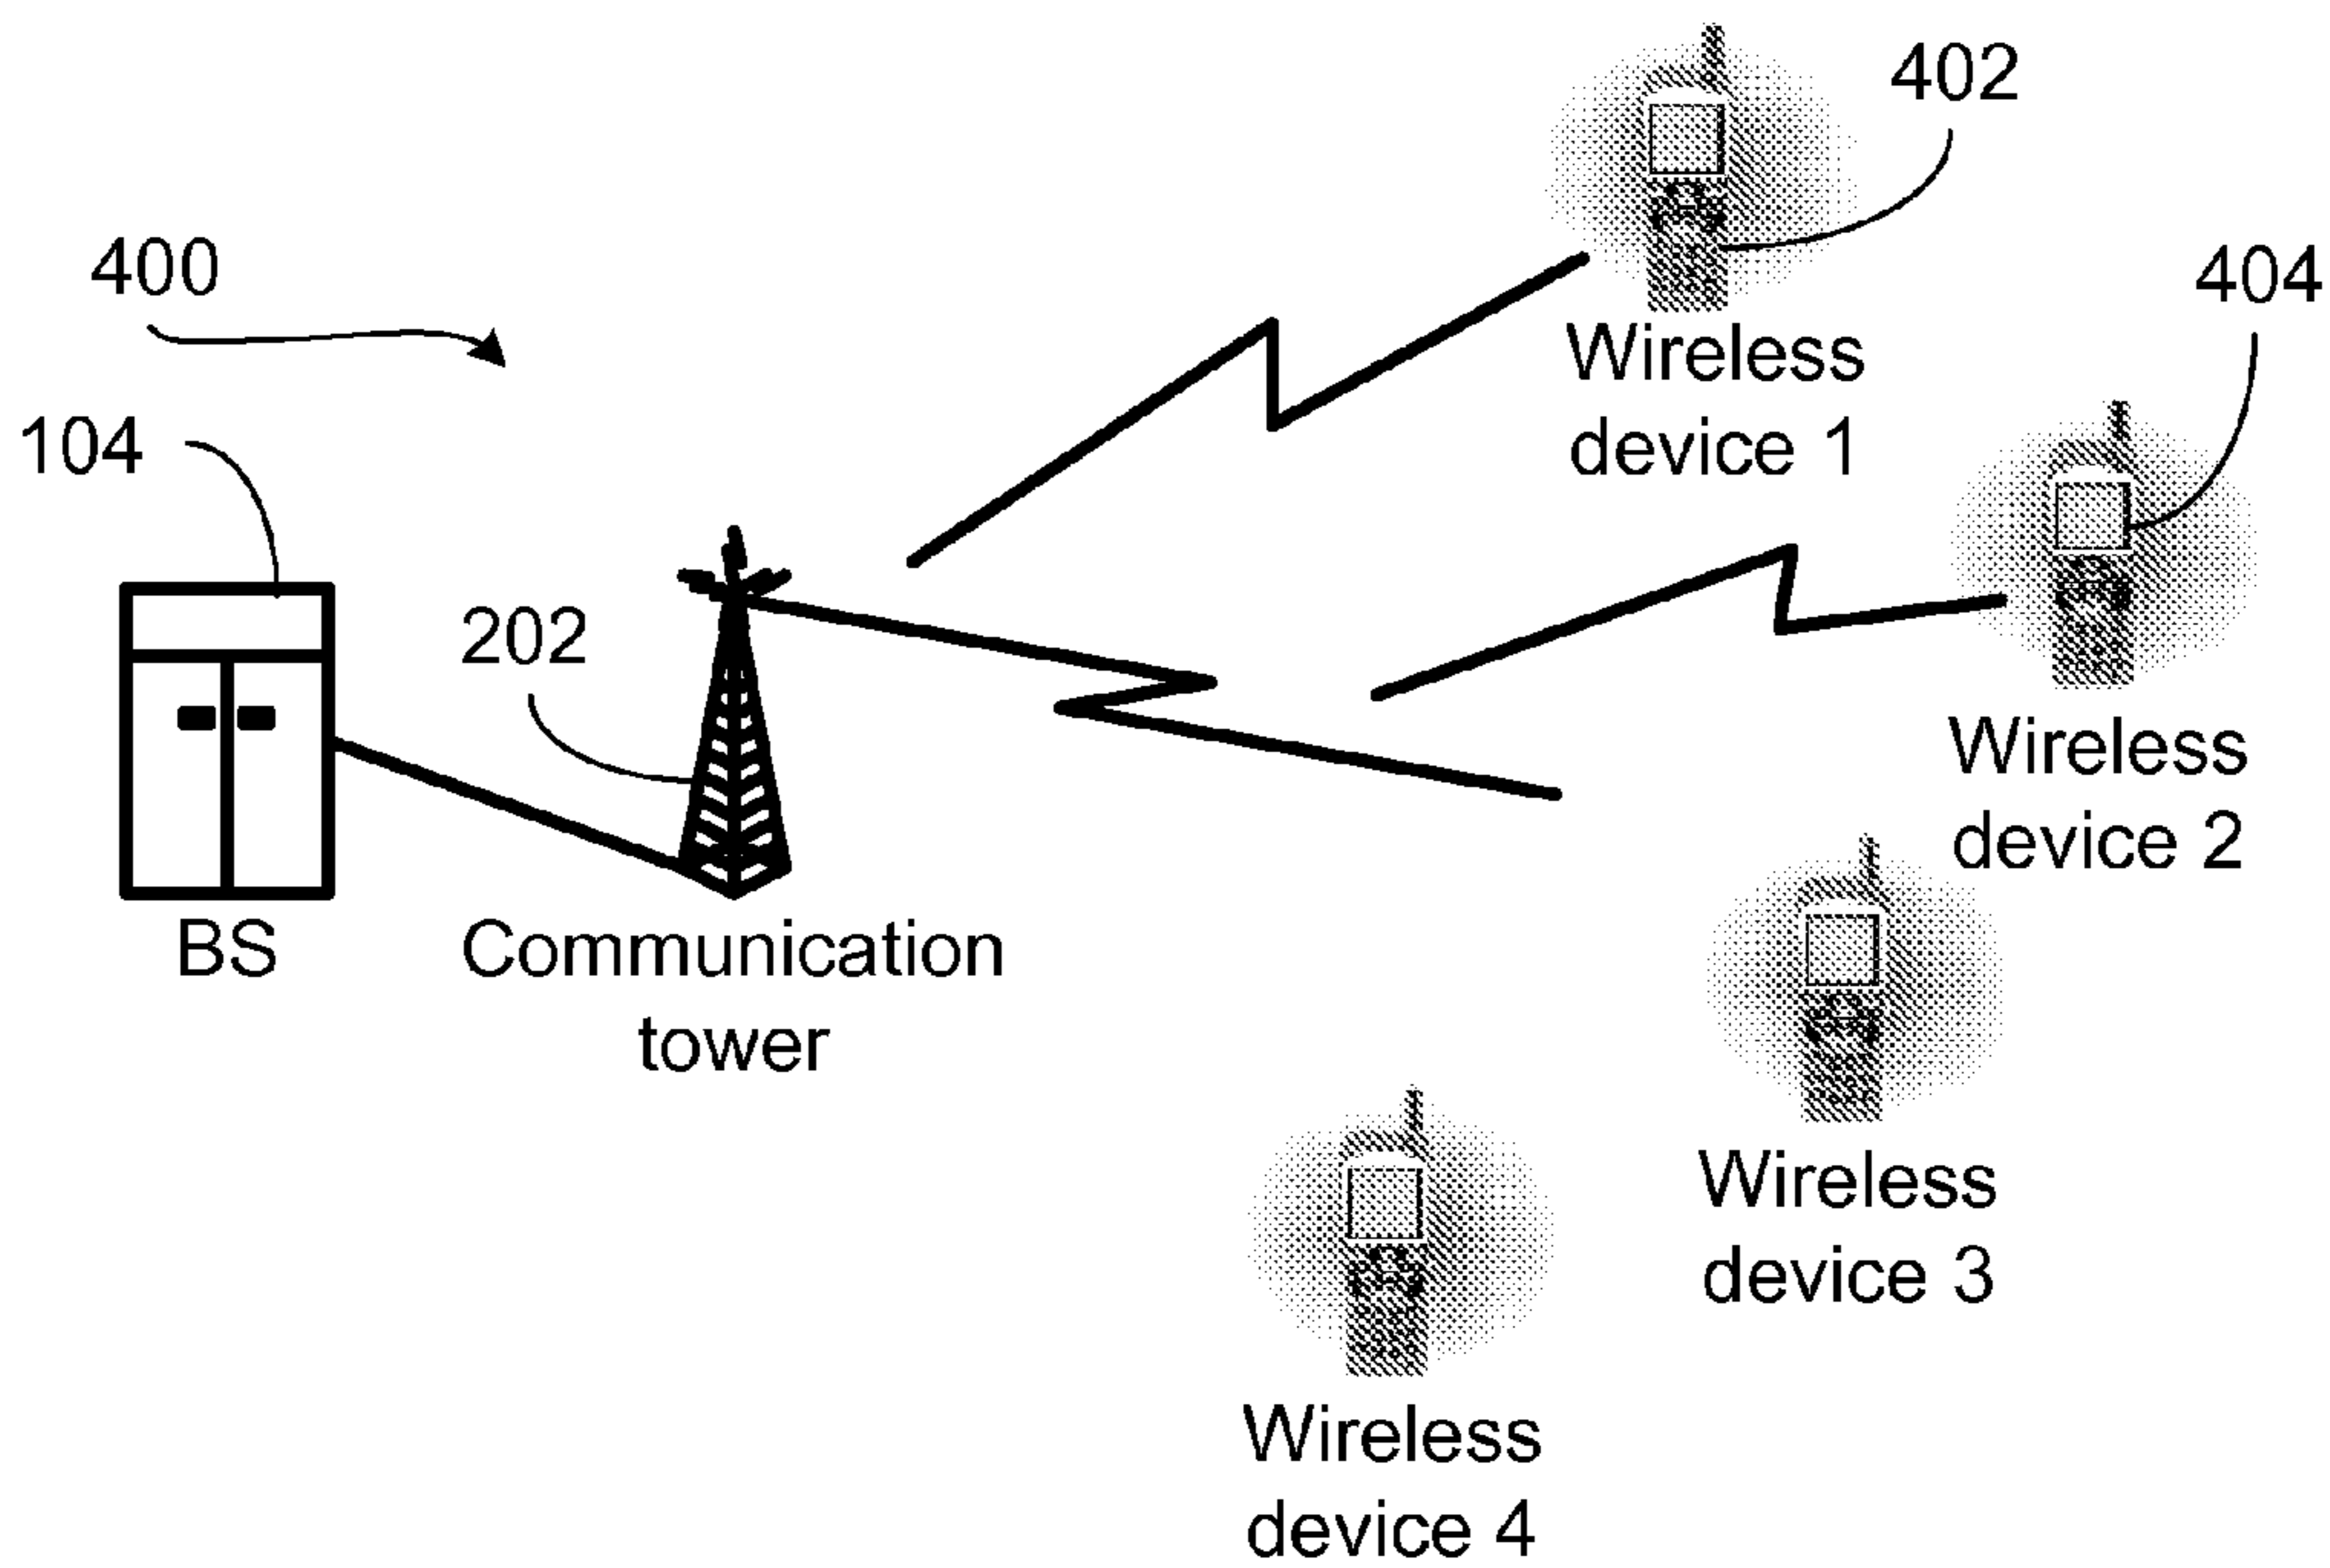 402
400
404
Wireless
device 1
104
202
Wireless
device 2
BS
Communication
tower
Wireless
device 3
Wireless
device 4